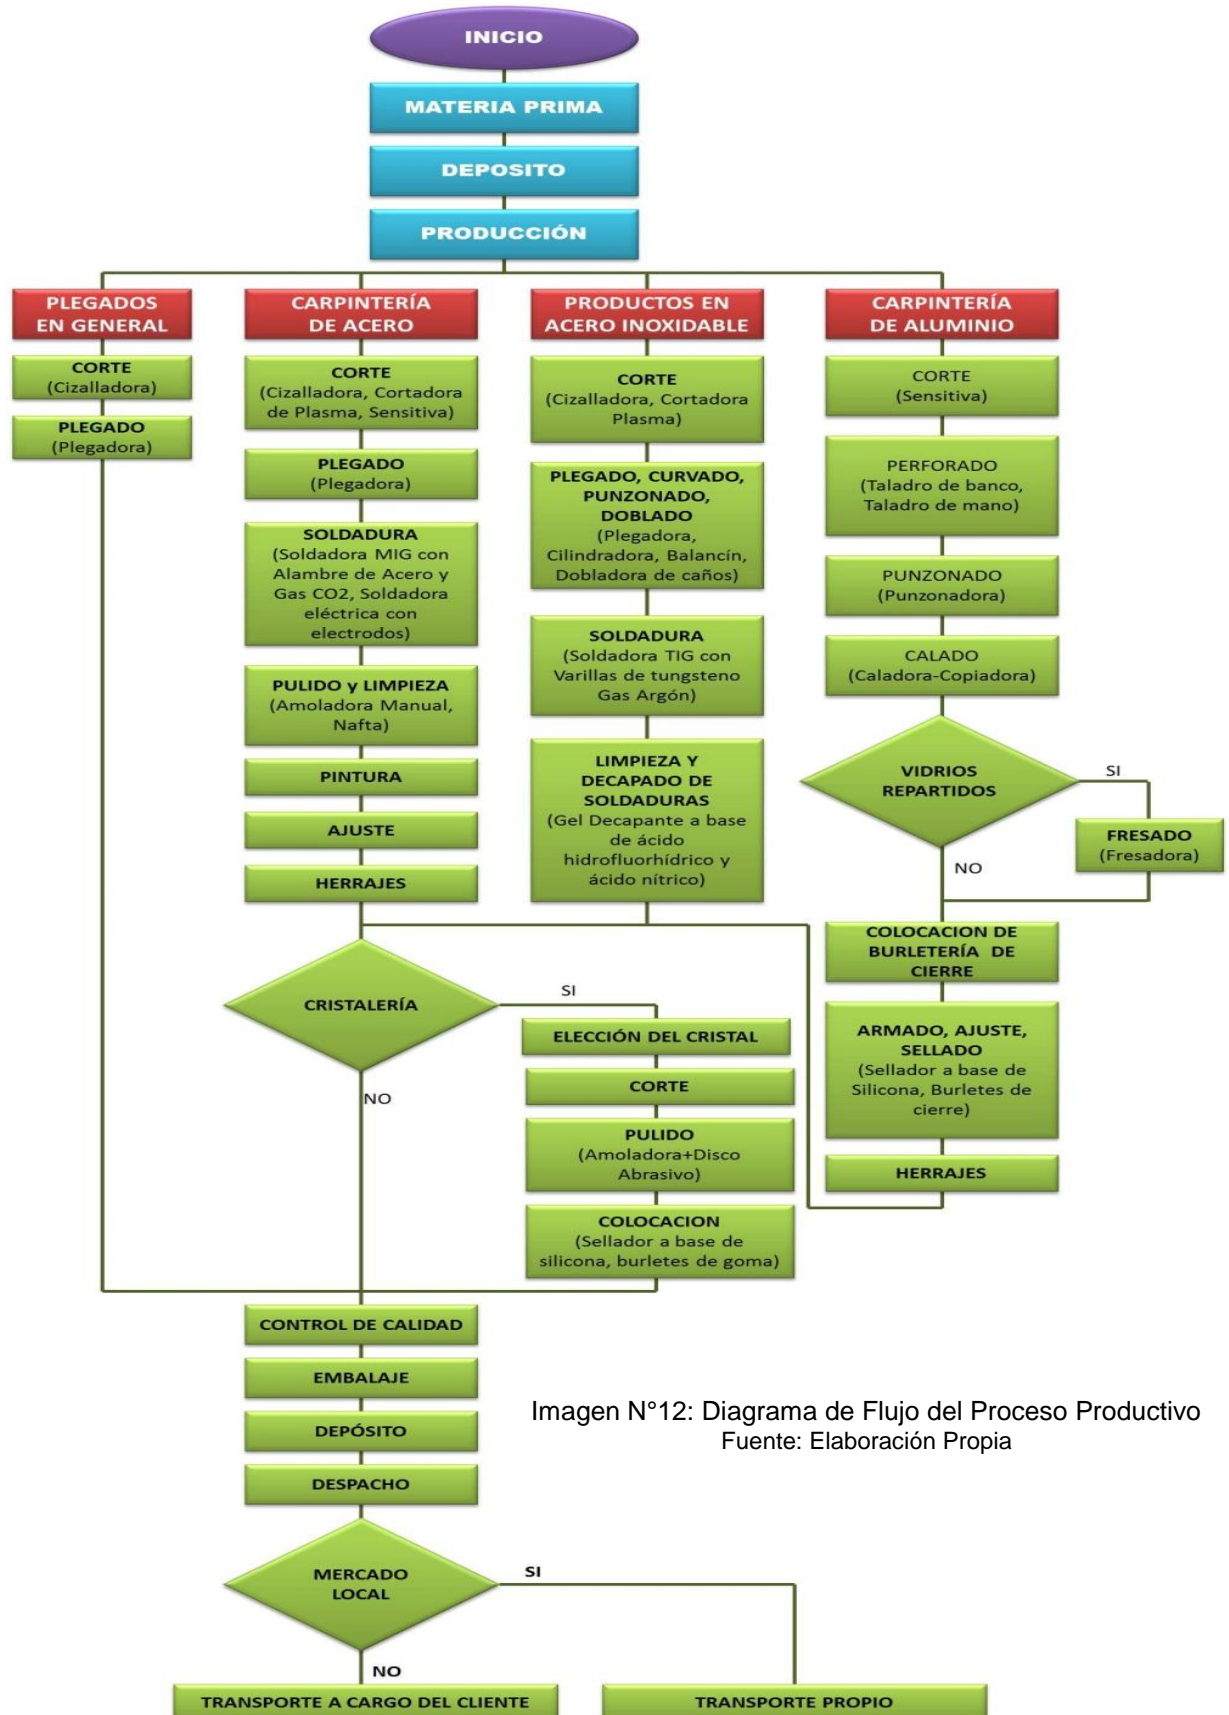 INICIO
MATERIA PRIMA
DEPOSITO
PRODUCCIÓN
PLEGADOS
EN GENERAL
CORTE
(Cizalladora)
PLEGADO
(Plegadora)
CARPINTERÍA
DE ACERO
CORTE
(Cizalladora, Cortadora
de Plasma, Sensitiva)
PLEGADO
(Plegadora)
SOLDADURA
(Soldadora MIG con
Alambre de Acero y
Gas CO2, Soldadora
eléctrica con
electrodos)
PULIDO y LIMPIEZA
(Amoladora Manual,
Nafta)
PINTURA
AJUSTE
HERRAJES
PRODUCTOS EN
ACERO INOXIDABLE
CORTE
(Cizalladora, Cortadora
Plasma)
PLEGADO, CURVADO,
PUNZONADO,
DOBLADO
(Plegadora,
Cilindradora, Balancín,
Dobladora de caños)
SOLDADURA
(Soldadora TIG con
Varillas de tungsteno
Gas Argón)
LIMPIEZA Y
DECAPADO DE
SOLDADURAS
(Gel Decapante a base
de ácido
hidrofluorhídrico y
ácido nítrico)
CARPINTERÍA
DE ALUMINIO
CORTE
(Sensitiva)
PERFORADO
(Taladro de banco,
Taladro de mano)
PUNZONADO
(Punzonadora)
CALADO
(Caladora-Copiadora)
VIDRIOS
REPARTIDOS
SI
FRESADO
(Fresadora)
NO
COLOCACION DE
BURLETERÍA DE
CIERRE
ARMADO, AJUSTE,
SELLADO
(Sellador a base de
Silicona, Burletes de
cierre)
HERRAJES
CRISTALERÍA
SI
ELECCIÓN DEL CRISTAL
CORTE
PULIDO
(Amoladora+Disco
Abrasivo)
COLOCACION
(Sellador a base de
silicona, burletes de goma)
NO
CONTROL DE CALIDAD
EMBALAJE
DEPÓSITO
DESPACHO
Imagen N°12: Diagrama de Flujo del Proceso Productivo
Fuente: Elaboración Propia
MERCADO
LOCAL
SI
NO
TRANSPORTE A CARGO DEL CLIENTE
TRANSPORTE PROPIO